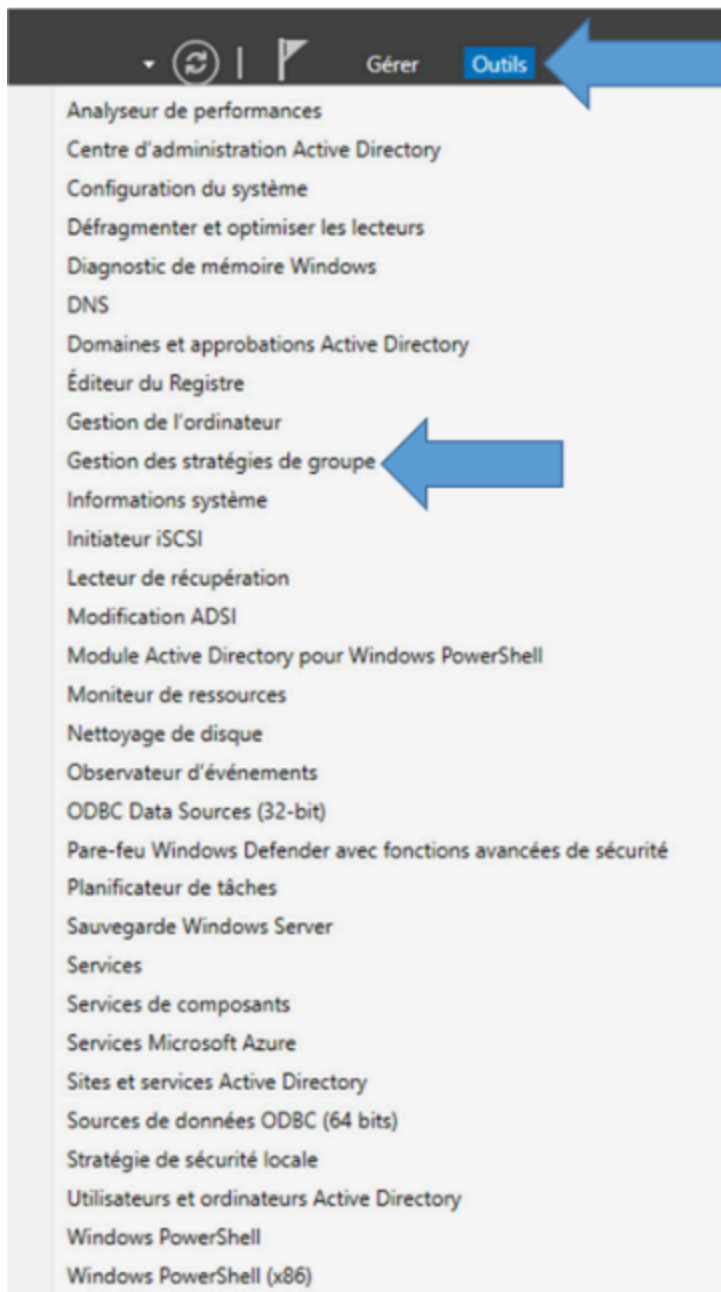 Gérer Outils
Analyseur de performances
Centre d'administration Active Directory
Configuration du système
Défragmenter et optimiser les lecteurs
Diagnostic de mémoire Windows
DNS
Domaines et approbations Active Directory
Éditeur du Registre
Gestion de l'ordinateur
Gestion des stratégies de groupe
Informations système
Initiateur iSCSI
Lecteur de récupération
Modification ADSI
Module Active Directory pour Windows PowerShell
Moniteur de ressources
Nettoyage de disque
Observateur d'événements
ODBC Data Sources (32-bit)
Pare-feu Windows Defender avec fonctions avancées de sécurité
Planificateur de tâches
Sauvegarde Windows Server
Services
Services de composants
Services Microsoft Azure
Sites et services Active Directory
Sources de données ODBC (64 bits)
Stratégie de sécurité locale
Utilisateurs et ordinateurs Active Directory
Windows PowerShell
Windows PowerShell (x86)